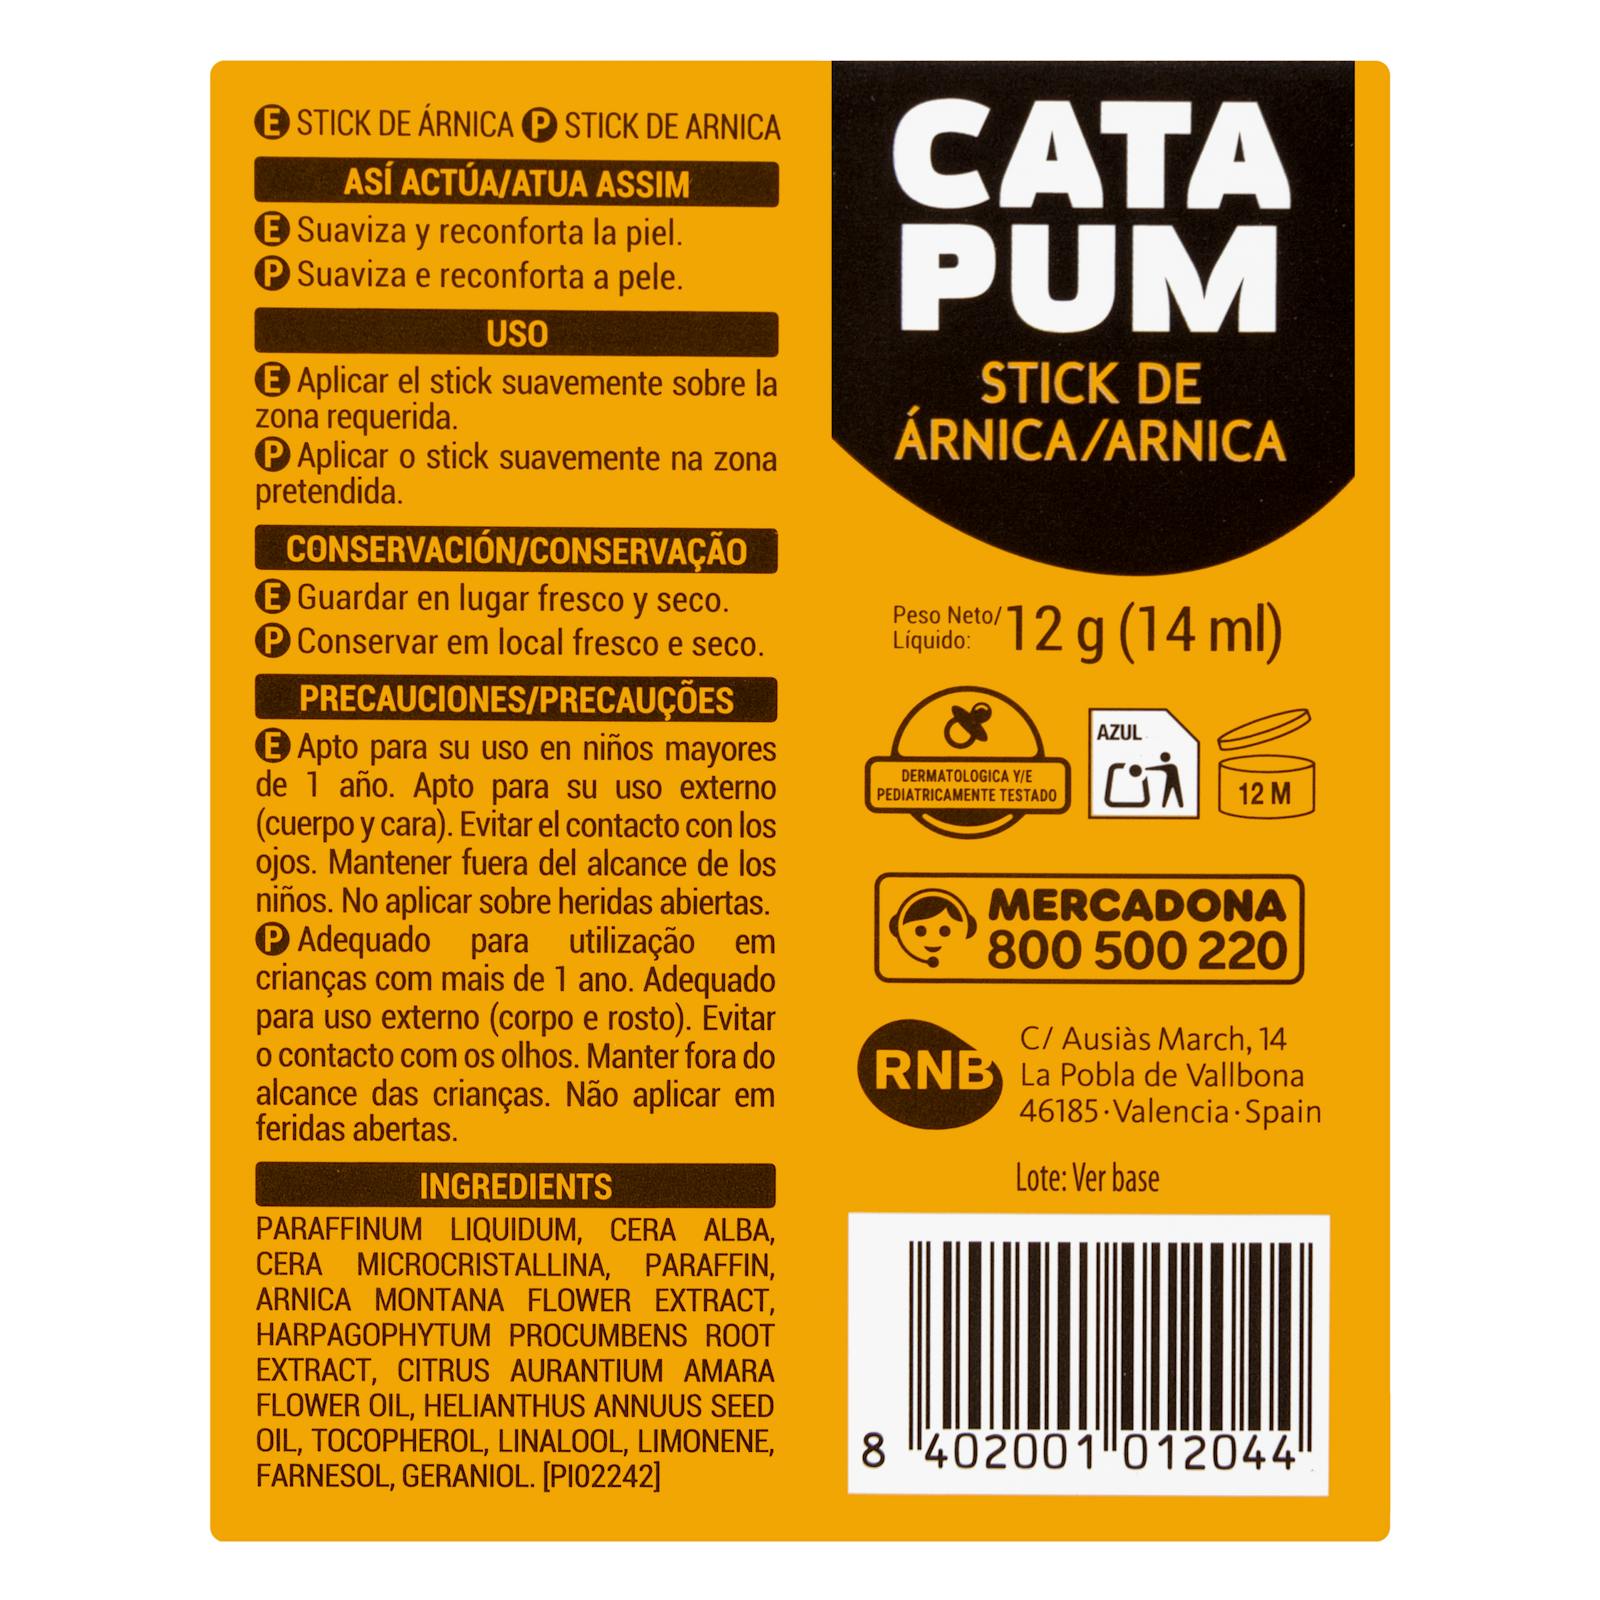 E STICK DE ÁRNICA P STICK DE ARNICA
ASÍ ACTÚA/ATUA ASSIM
E Suaviza y reconforta la piel.
P Suaviza e reconforta a pele.
USO
E Aplicar el stick suavemente sobre la
zona requerida.
P Aplicar o stick suavemente na zona
pretendida.
CONSERVACIÓN/CONSERVAÇÃO
E Guardar en lugar fresco y seco.
P Conservar em local fresco e seco.
PRECAUCIONES/PRECAUÇÕES
E Apto para su uso en niños mayores
de 1 año. Apto para su uso externo
(cuerpo y cara). Evitar el contacto con los
ojos. Mantener fuera del alcance de los
niños. No aplicar sobre heridas abiertas.
P Adequado para utilização em
crianças com mais de 1 ano. Adequado
para uso externo (corpo e rosto). Evitar
o contacto com os olhos. Manter fora do
alcance das crianças. Não aplicar em
feridas abertas.
INGREDIENTS
PARAFFINUM LIQUIDUM, CERA ALBA,
CERA MICROCRISTALLINA, PARAFFIN,
ARNICA MONTANA FLOWER EXTRACT,
HARPAGOPHYTUM PROCUMBENS ROOT
EXTRACT, CITRUS AURANTIUM AMARA
FLOWER OIL, HELIANTHUS ANNUUS SEED
OIL, TOCOPHEROL, LINALOOL, LIMONENE,
FARNESOL, GERANIOL. [PI02242]
CATA
PUM
STICK DE
ÁRNICA/ARNICA
Peso Neto/
Líquido: 12 g (14 ml)
DERMATOLOGICA Y/E
PEDIATRICAMENTE TESTADO
AZUL
12 M
MERCADONA
800 500 220
RNB
C/ Ausiàs March, 14
La Pobla de Vallbona
46185·Valencia·Spain
Lote: Ver base
8 402001 012044